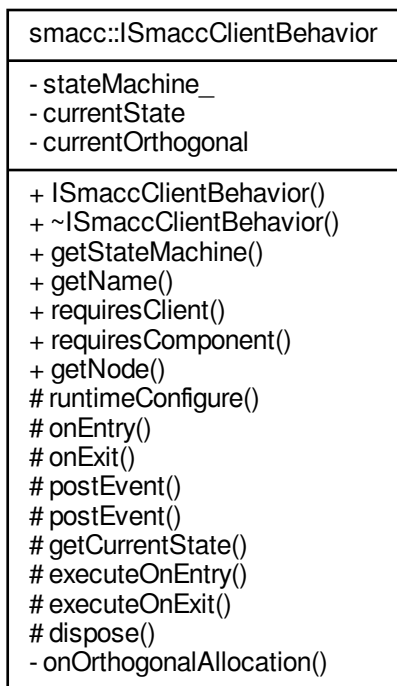 smacc::ISmaccClientBehavior
- stateMachine_
- currentState
- currentOrthogonal
+ ISmaccClientBehavior()
+ ~ISmaccClientBehavior()
+ getStateMachine()
+ getName()
+ requiresClient()
+ requiresComponent()
+ getNode()
# runtimeConfigure()
# onEntry()
# onExit()
# postEvent()
# postEvent()
# getCurrentState()
# executeOnEntry()
# executeOnExit()
# dispose()
- onOrthogonalAllocation()